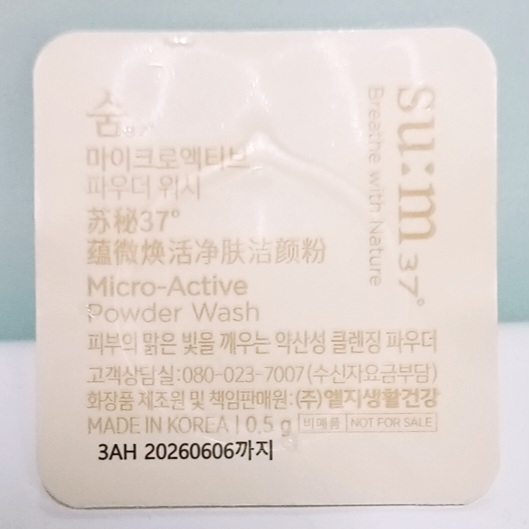 숨37°
마이크로액티브
파우더 워시
苏秘37°
蕴微焕活净肤洁颜粉
Micro-Active
Powder Wash
피부의 맑은 빛을 깨우는 약산성 클렌징 파우더
고객상담실:080-023-7007(수신자요금부담)
화장품 제조원 및 책임판매원:(주)엘지생활건강
MADE IN KOREA | 0.5 g 비매품 NOT FOR SALE
3AH 20260606까지
su:m37°
Breathe with Nature